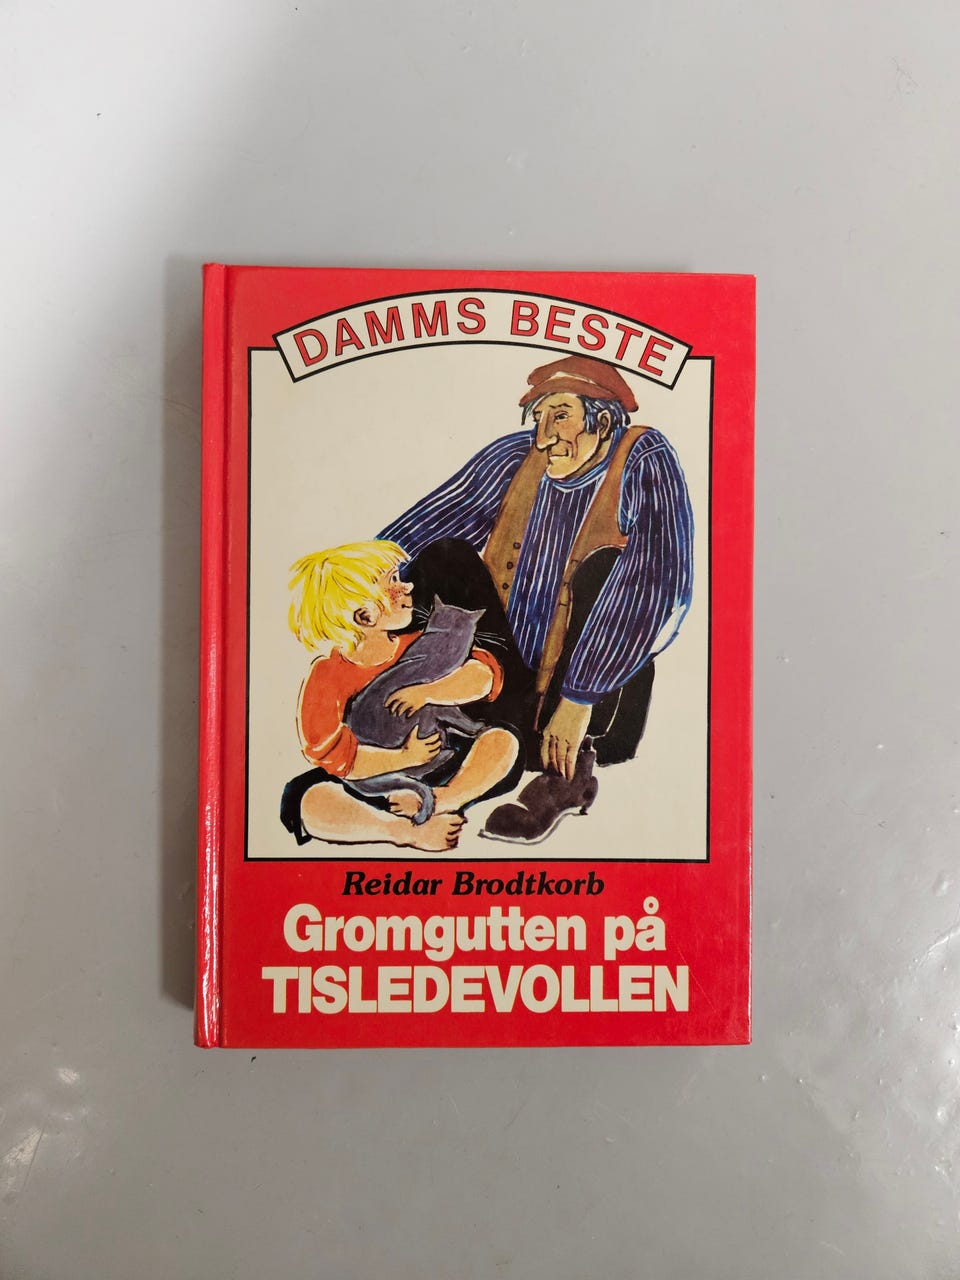 DAMMS BESTE
Reidar Brodtkorb
Gromgutten på
TISLEDEVOLLEN